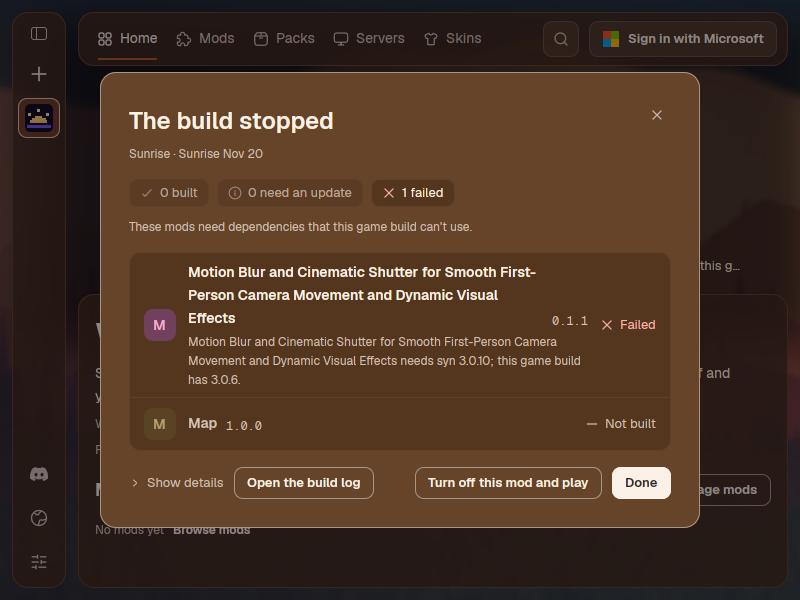 Home
Mods
Packs
Servers
Skins
Sign in with Microsoft
The build stopped
Sunrise · Sunrise Nov 20
0 built
0 need an update
1 failed
These mods need dependencies that this game build can't use.
this g…
M
Motion Blur and Cinematic Shutter for Smooth First-
Person Camera Movement and Dynamic Visual
Effects
0.1.1
Failed
Motion Blur and Cinematic Shutter for Smooth First-Person Camera
Movement and Dynamic Visual Effects needs syn 3.0.10; this game build
has 3.0.6.
and
M
Map 1.0.0
Not built
Show details
Open the build log
Turn off this mod and play
Done
mods
No mods yet
Browse mods